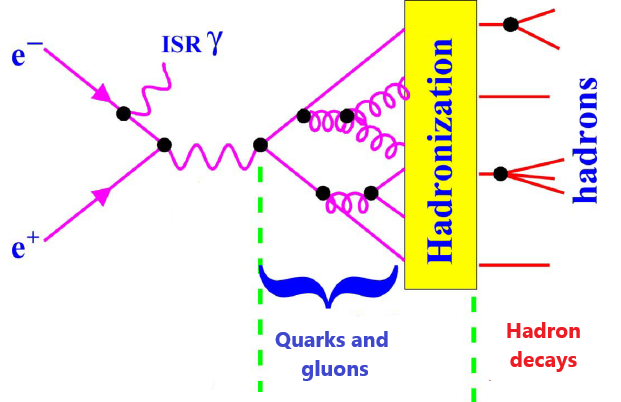 e⁻
ISR γ
e⁺
Hadronization
hadrons
Quarks and
gluons
Hadron
decays